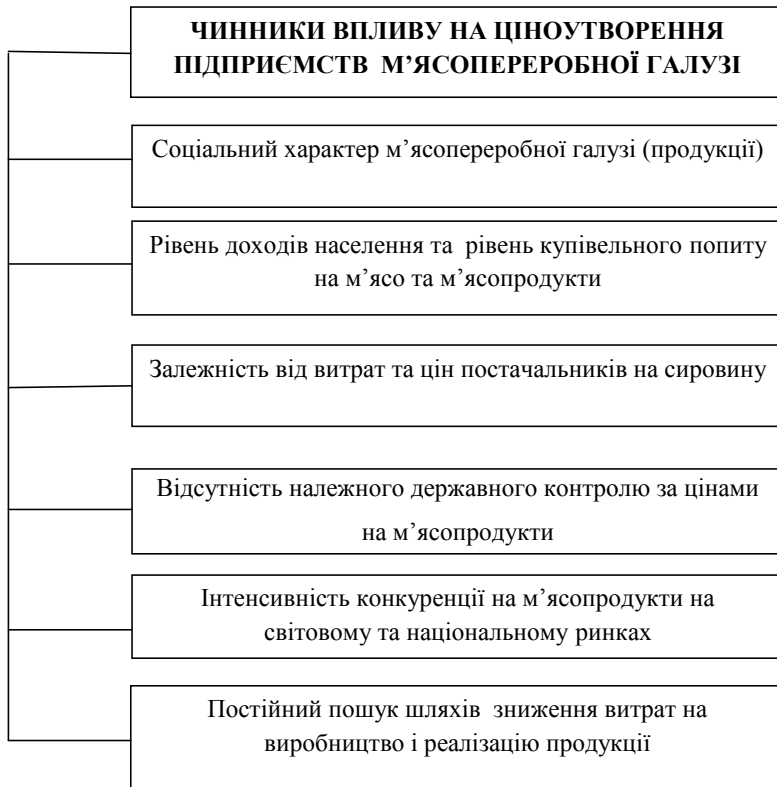 ЧИННИКИ ВПЛИВУ НА ЦІНОУТВОРЕННЯ
ПІДПРИЄМСТВ М’ЯСОПЕРЕРОБНОЇ ГАЛУЗІ
Соціальний характер м’ясопереробної галузі (продукції)
Рівень доходів населення та рівень купівельного попиту
на м’ясо та м’ясопродукти
Залежність від витрат та цін постачальників на сировину
Відсутність належного державного контролю за цінами
на м’ясопродукти
Інтенсивність конкуренції на м’ясопродукти на
світовому та національному ринках
Постійний пошук шляхів зниження витрат на
виробництво і реалізацію продукції